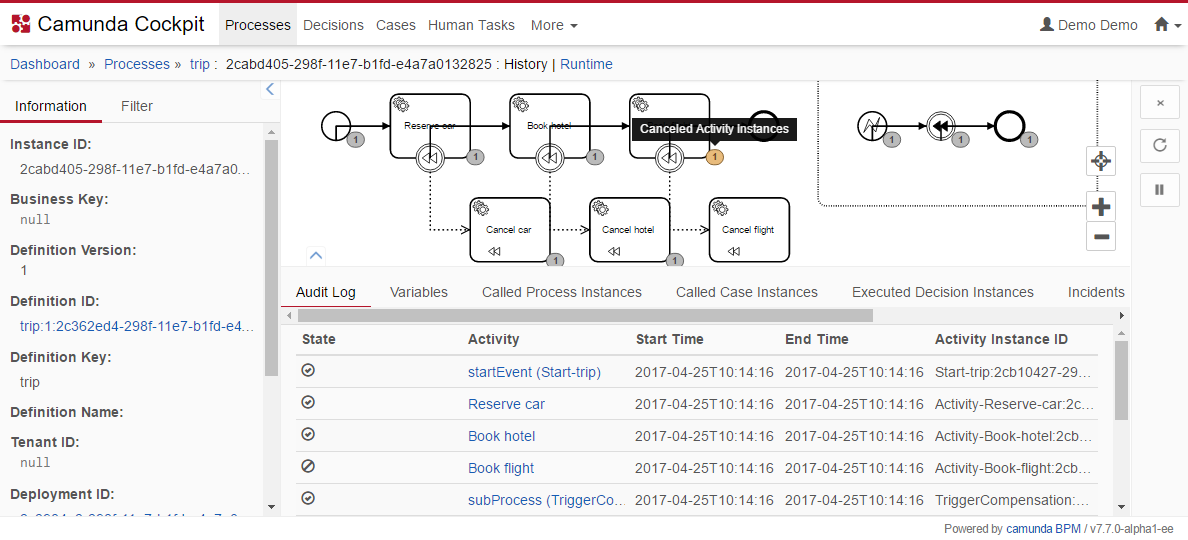 Camunda Cockpit Processes Decisions Cases Human Tasks More Demo Demo
Dashboard » Processes » trip : 2cabd405-298f-11e7-b1fd-e4a7a0132825 : History | Runtime
Information Filter
Instance ID:
2cabd405-298f-11e7-b1fd-e4a7a0...
Business Key:
null
Definition Version:
1
Definition ID:
trip:1:2c362ed4-298f-11e7-b1fd-e4...
Definition Key:
trip
Definition Name:
Tenant ID:
null
Deployment ID:
Reserve car Book hotel
Canceled Activity Instances
1 1 1 1 1 1 1
Cancel car Cancel hotel Cancel flight
1 1
Audit Log Variables Called Process Instances Called Case Instances Executed Decision Instances Incidents
State Activity Start Time End Time Activity Instance ID
startEvent (Start-trip) 2017-04-25T10:14:16 2017-04-25T10:14:16 Start-trip:2cb10427-29...
Reserve car 2017-04-25T10:14:16 2017-04-25T10:14:16 Activity-Reserve-car:2c...
Book hotel 2017-04-25T10:14:16 2017-04-25T10:14:16 Activity-Book-hotel:2cb...
Book flight 2017-04-25T10:14:16 2017-04-25T10:14:16 Activity-Book-flight:2cb...
subProcess (TriggerCo... 2017-04-25T10:14:16 2017-04-25T10:14:16 TriggerCompensation:...
Powered by camunda BPM / v7.7.0-alpha1-ee